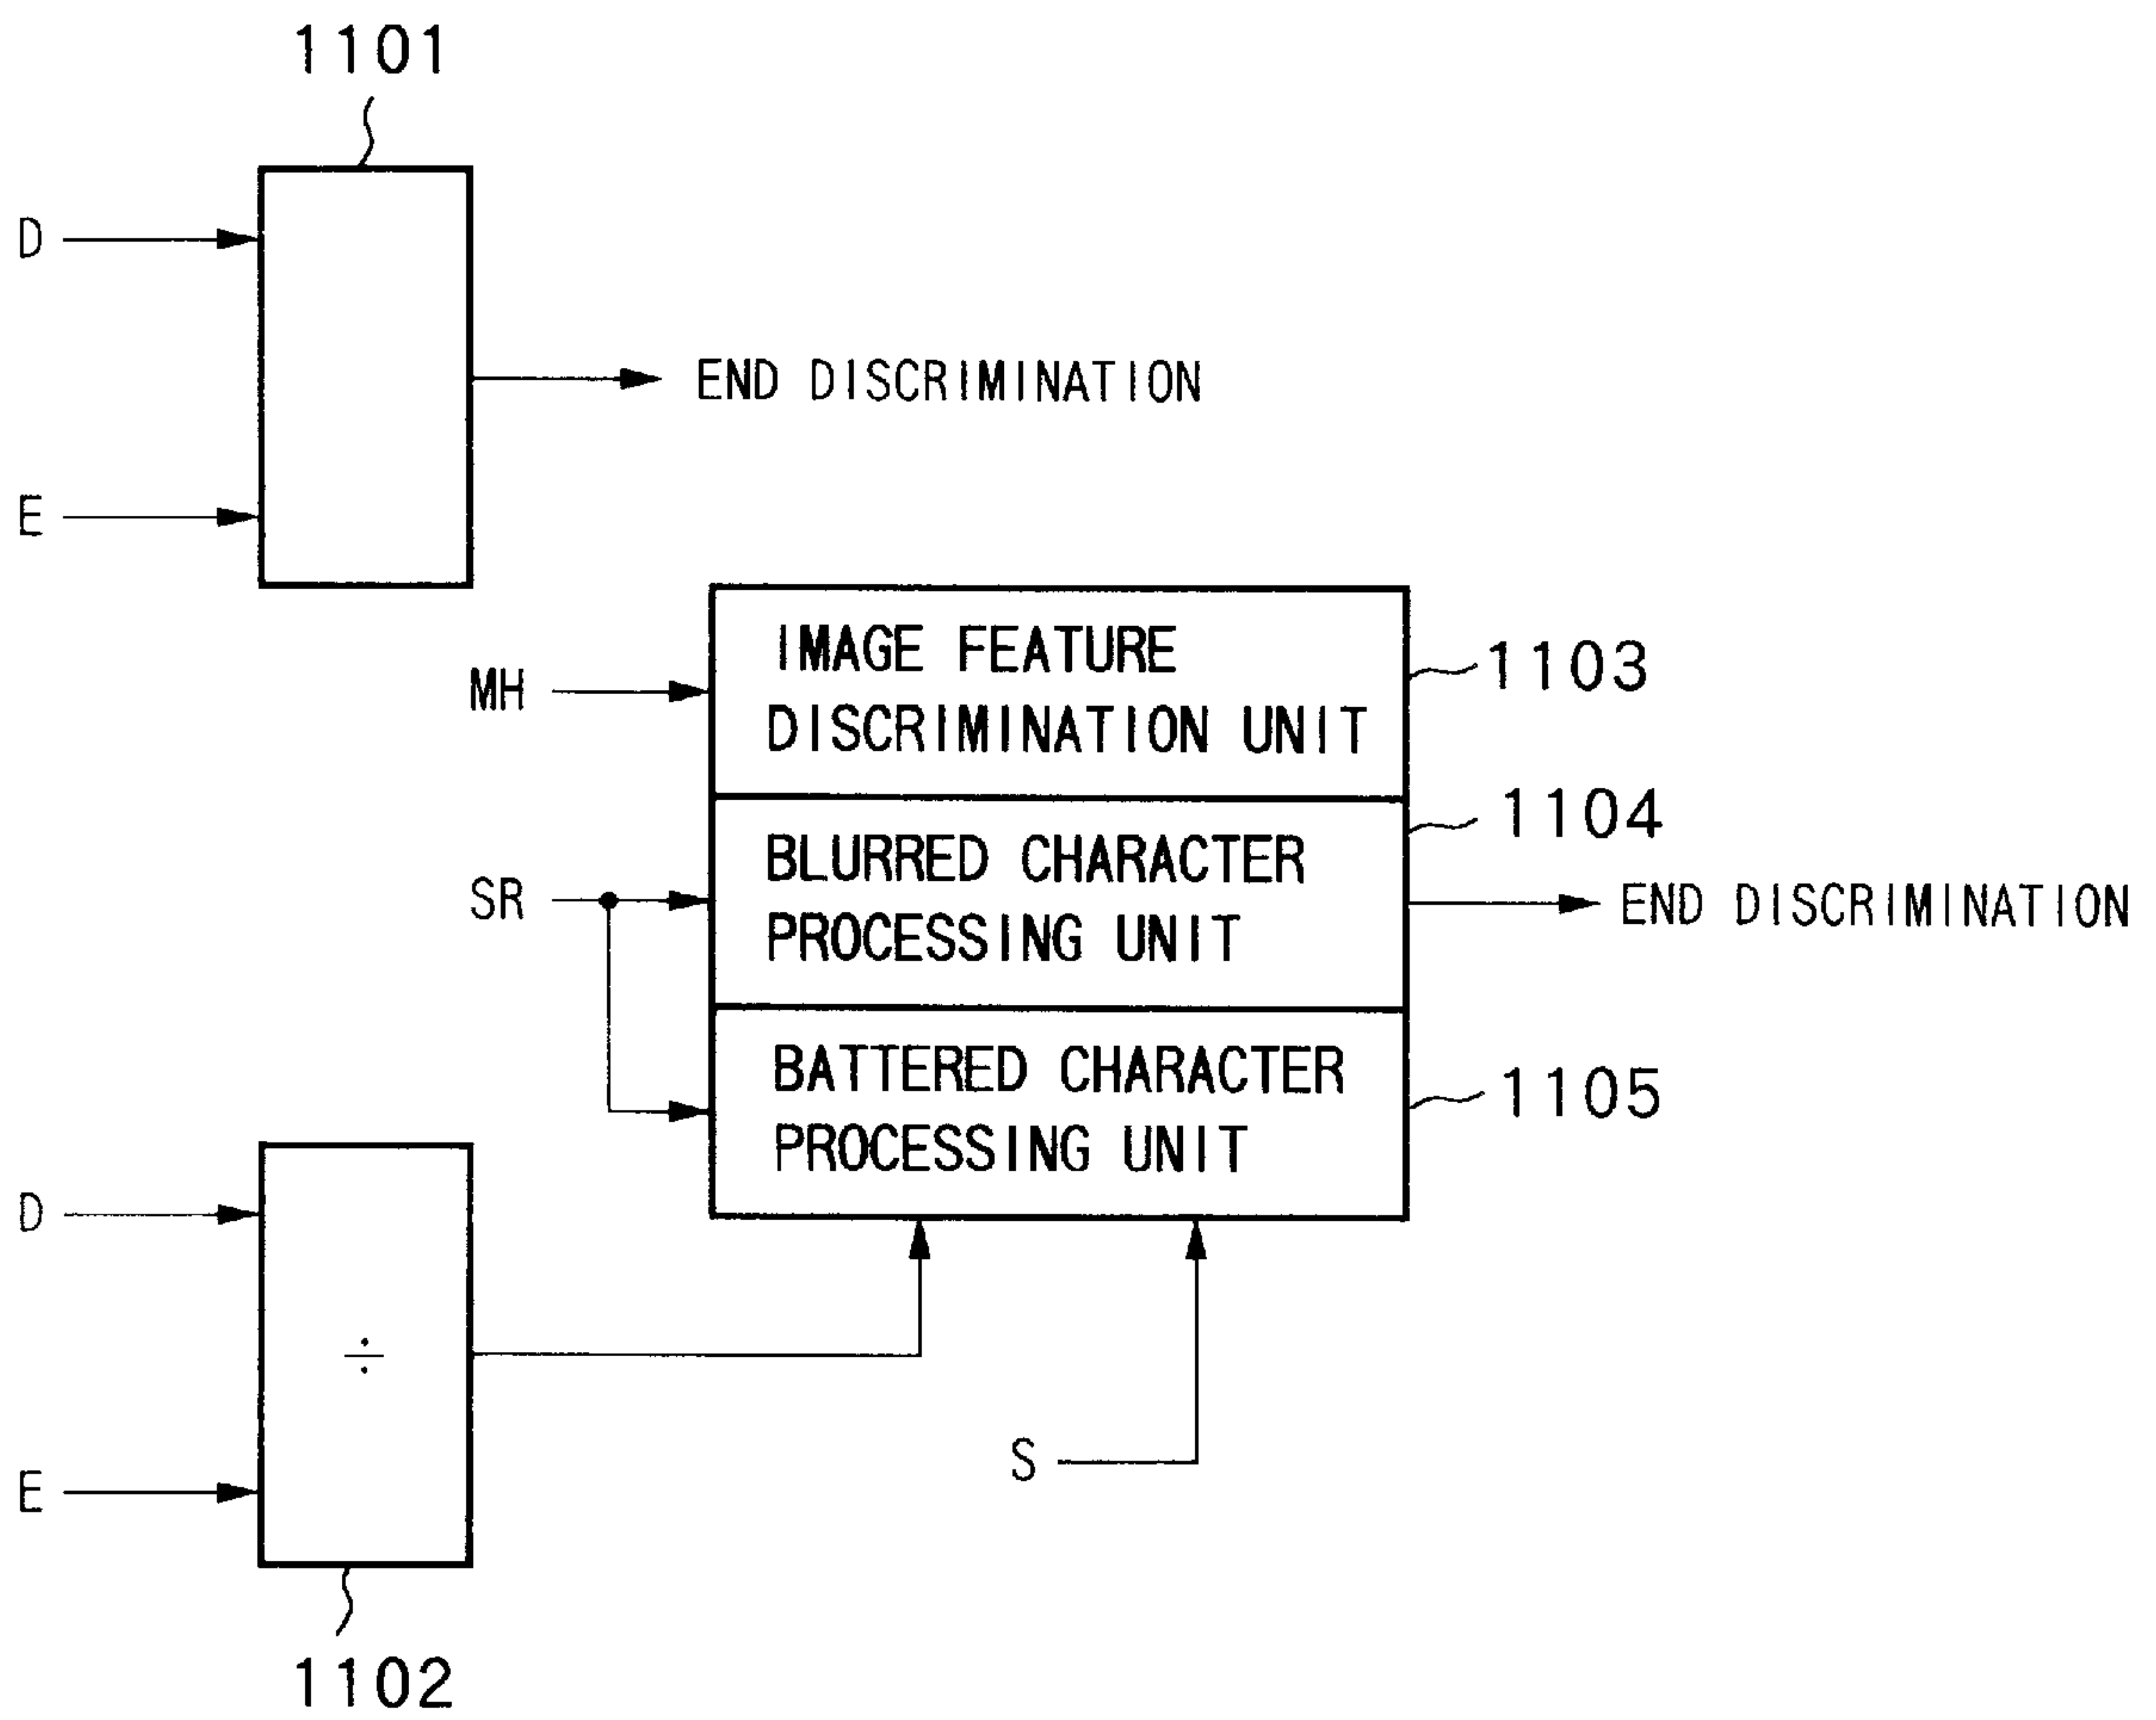 1101
D
END DISCRIMINATION
E
IMAGE FEATURE
DISCRIMINATION UNIT
MH
1103
BLURRED CHARACTER
PROCESSING UNIT
SR
1104
END DISCRIMINATION
BATTERED CHARACTER
PROCESSING UNIT
1105
D
÷
E
S
1102